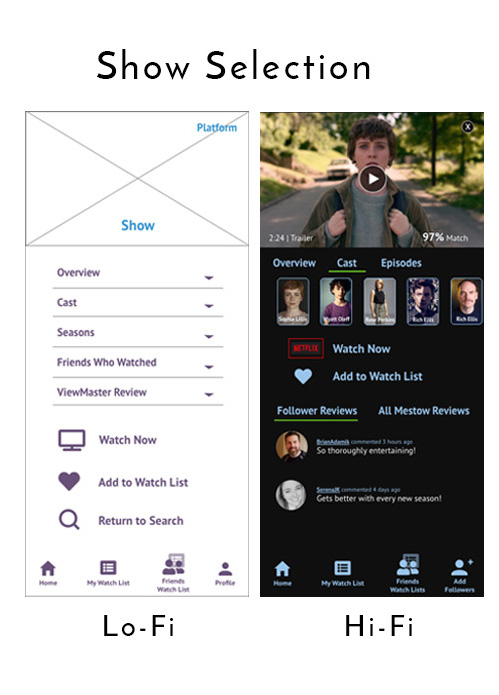 Show Selection
Platform
Show
Overview
Cast
Seasons
Friends Who Watched
ViewMaster Review
Watch Now
Add to Watch List
Return to Search
Home
My Watch List
Friends
Watch List
Profile
Lo-Fi
X
2:24 | Trailer
97% Match
Overview Cast Episodes
Sophia Lillis
Wyatt Oleff
Perkins
Rich Ellis
Rich Ellis
NETFLIX Watch Now
Add to Watch List
Follower Reviews All Mestow Reviews
BrianAdamik commented 3 hours ago
So thoroughly entertaining!
SerenaJK commented 4 days ago
Gets better with every new season!
Home
My Watch List
Friends
Watch Lists
Add
Followers
Hi-Fi